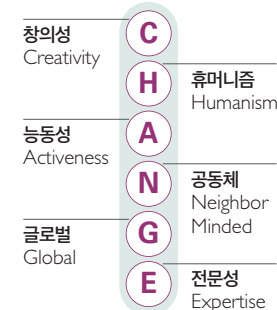 C
창의성
Creativity
H
휴머니즘
Humanism
A
능동성
Activeness
N
공동체
Neighbor
Minded
G
글로벌
Global
E
전문성
Expertise